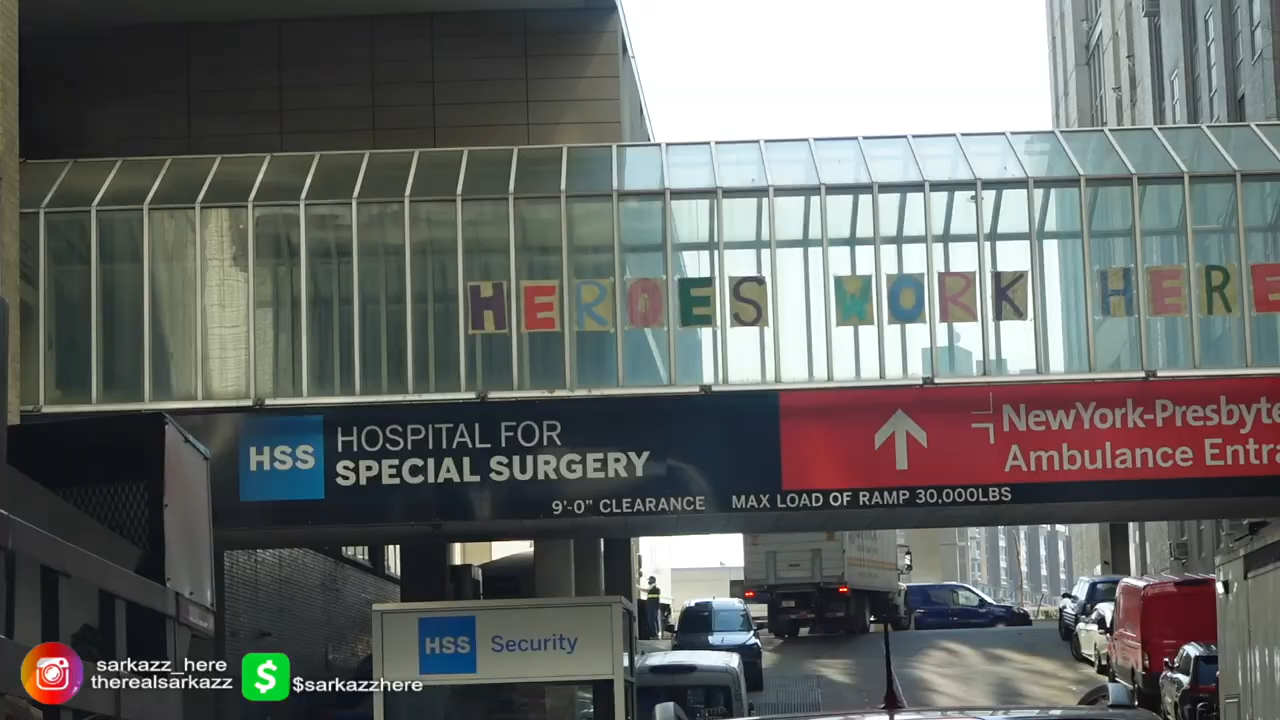 HEROES WORK HERE
HSS
HOSPITAL FOR
SPECIAL SURGERY
NewYork-Presbyte
Ambulance Entra
9'-0" CLEARANCE
MAX LOAD OF RAMP 30,000LBS
HSS
Security
sarkazz_here
therealsarkazz
$
$sarkazzhere